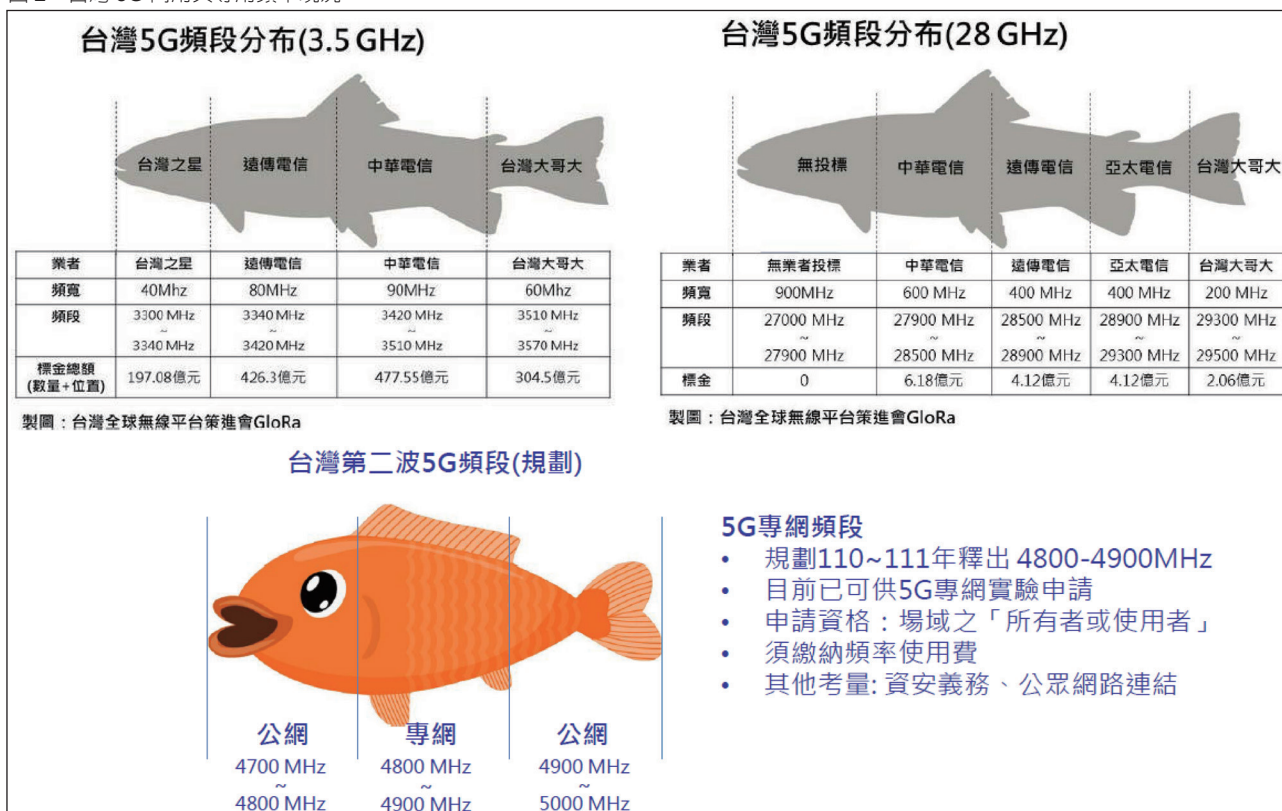 台灣5G頻段分布(3.5 GHz)
台灣之星 遠傳電信 中華電信 台灣大哥大
業者 台灣之星 遠傳電信 中華電信 台灣大哥大
頻寬 40Mhz 80MHz 90MHz 60Mhz
頻段 3300 MHz 3340 MHz 3420 MHz 3510 MHz
~ ~ ~ ~
3340 MHz 3420 MHz 3510 MHz 3570 MHz
標金總額
(數量+位置) 197.08億元 426.3億元 477.55億元 304.5億元
製圖：台灣全球無線平台策進會GloRa
台灣5G頻段分布(28 GHz)
無投標 中華電信 遠傳電信 亞太電信 台灣大哥大
業者 無業者投標 中華電信 遠傳電信 亞太電信 台灣大哥大
頻寬 900MHz 600 MHz 400 MHz 400 MHz 200 MHz
頻段 27000 MHz 27900 MHz 28500 MHz 28900 MHz 29300 MHz
~ ~ ~ ~ ~
27900 MHz 28500 MHz 28900 MHz 29300 MHz 29500 MHz
標金 0 6.18億元 4.12億元 4.12億元 2.06億元
製圖：台灣全球無線平台策進會GloRa
台灣第二波5G頻段(規劃)
公網 專網 公網
4700 MHz 4800 MHz 4900 MHz
~ ~ ~
4800 MHz 4900 MHz 5000 MHz
5G專網頻段
• 規劃110~111年釋出 4800-4900MHz
• 目前已可供5G專網實驗申請
• 申請資格：場域之「所有者或使用者」
• 須繳納頻率使用費
• 其他考量: 資安義務、公眾網路連結